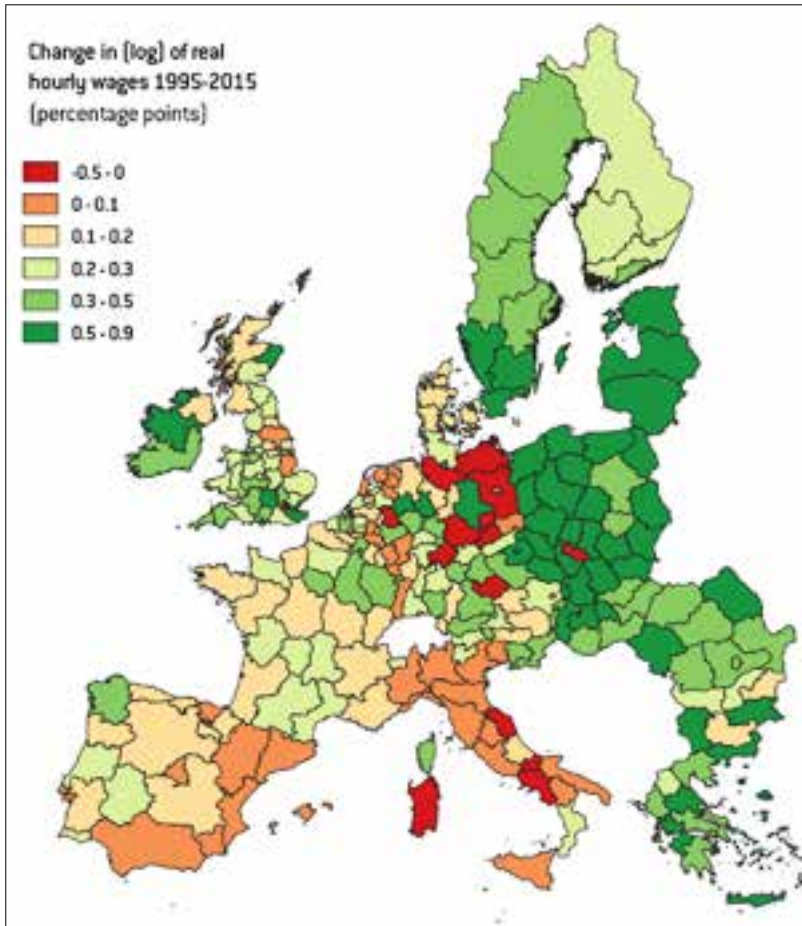 Change in (log) of real
hourly wages 1995-2015
(percentage points)
-0.5 - 0
0 - 0.1
0.1 - 0.2
0.2 - 0.3
0.3 - 0.5
0.5 - 0.9